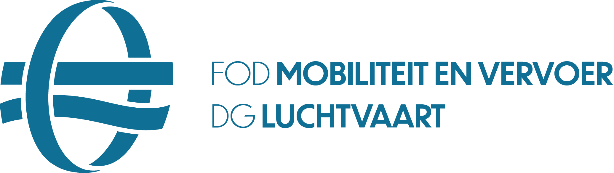 FOD MOBILITEIT EN VERVOER
DG LUCHTVAART